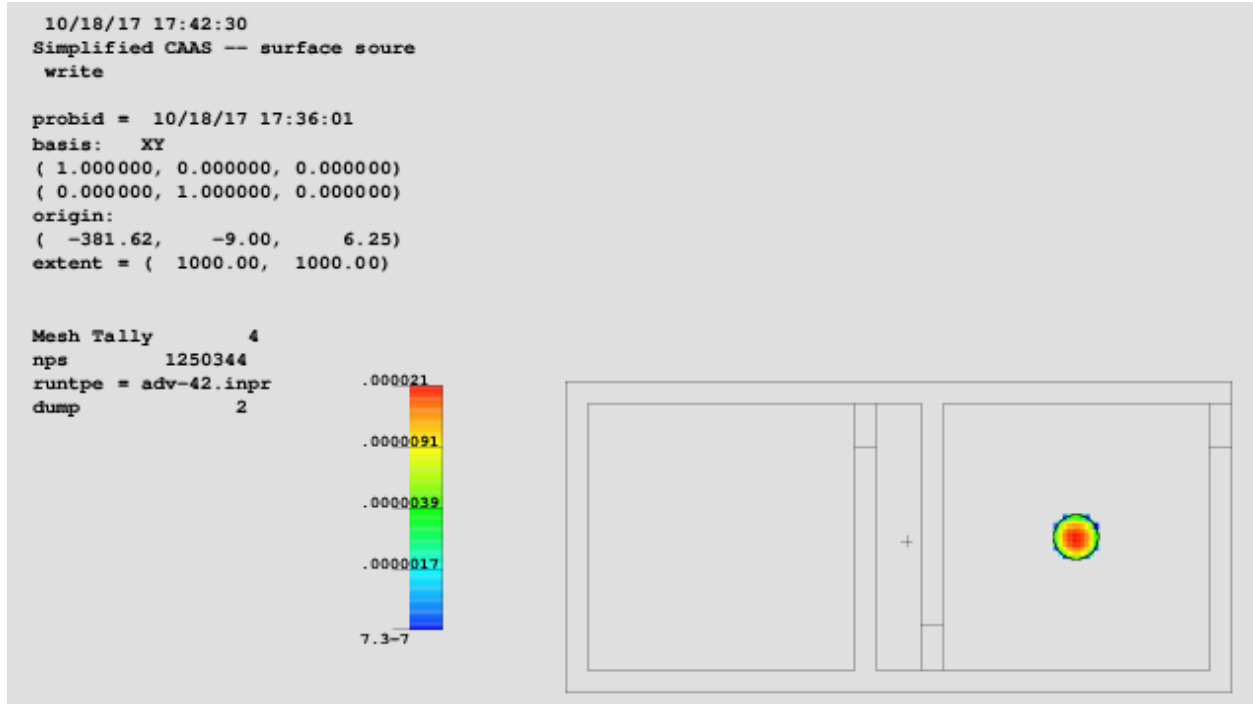 10/18/17 17:42:30
Simplified CAAS -- surface soure
write
probid = 10/18/17 17:36:01
basis: XY
( 1.000000, 0.000000, 0.000000)
( 0.000000, 1.000000, 0.000000)
origin:
( -381.62, -9.00, 6.25)
extent = ( 1000.00, 1000.00)
Mesh Tally 4
nps 1250344
runtpe = adv-42.inpr
dump 2
.000021
.0000091
.0000039
.0000017
7.3-7